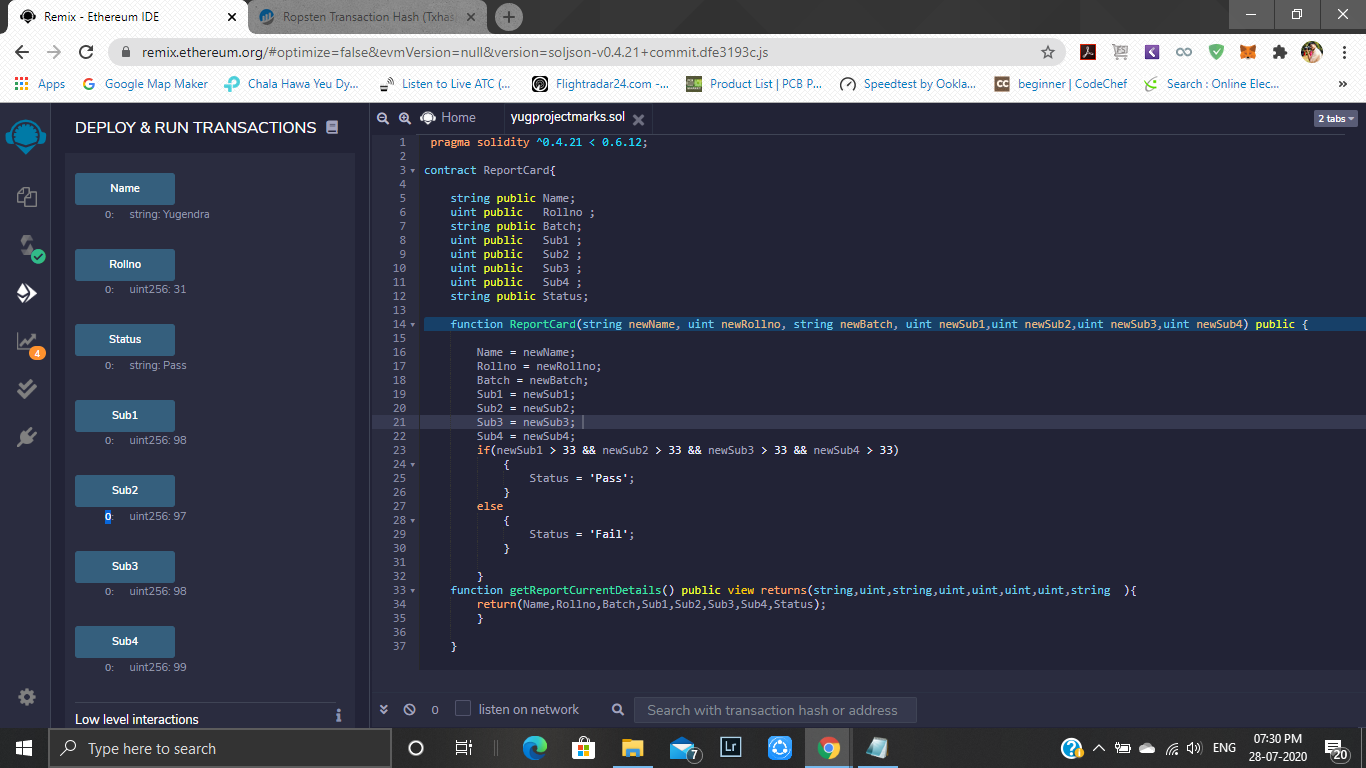 Remix - Ethereum IDE
Ropsten Transaction Hash (Txhas
remix.ethereum.org/#optimize=false&evmVersion=null&version=soljson-v0.4.21+commit.dfe3193c.js
Apps
Google Map Maker
Chala Hawa Yeu Dy...
Listen to Live ATC (...
Flightradar24.com -...
Product List | PCB P...
Speedtest by Ookla...
CC
beginner | CodeChef
Search : Online Elec...
»
DEPLOY & RUN TRANSACTIONS
Name
0: string: Yugendra
Rollno
0: uint256: 31
Status
0: string: Pass
Sub1
0: uint256: 98
Sub2
0: uint256: 97
Sub3
0: uint256: 98
Sub4
0: uint256: 99
Low level interactions
i
4
Home
yugprojectmarks.sol
2 tabs
1 pragma solidity ^0.4.21 < 0.6.12;
2
3 contract ReportCard{
4
5 string public Name;
6 uint public   Rollno ;
7 string public Batch;
8 uint public   Sub1 ;
9 uint public   Sub2 ;
10 uint public   Sub3 ;
11 uint public   Sub4 ;
12 string public Status;
13
14 function ReportCard(string newName, uint newRollno, string newBatch, uint newSub1,uint newSub2,uint newSub3,uint newSub4) public {
15
16 Name = newName;
17 Rollno = newRollno;
18 Batch = newBatch;
19 Sub1 = newSub1;
20 Sub2 = newSub2;
21 Sub3 = newSub3;
22 Sub4 = newSub4;
23 if(newSub1 > 33 && newSub2 > 33 && newSub3 > 33 && newSub4 > 33)
24 {
25 Status = 'Pass';
26 }
27 else
28 {
29 Status = 'Fail';
30 }
31
32 }
33 function getReportCurrentDetails() public view returns(string,uint,string,uint,uint,uint,uint,string  ){
34 return(Name,Rollno,Batch,Sub1,Sub2,Sub3,Sub4,Status);
35 }
36
37 }
0
listen on network
Search with transaction hash or address
Type here to search
7
Lr
ENG
07:30 PM
28-07-2020
20